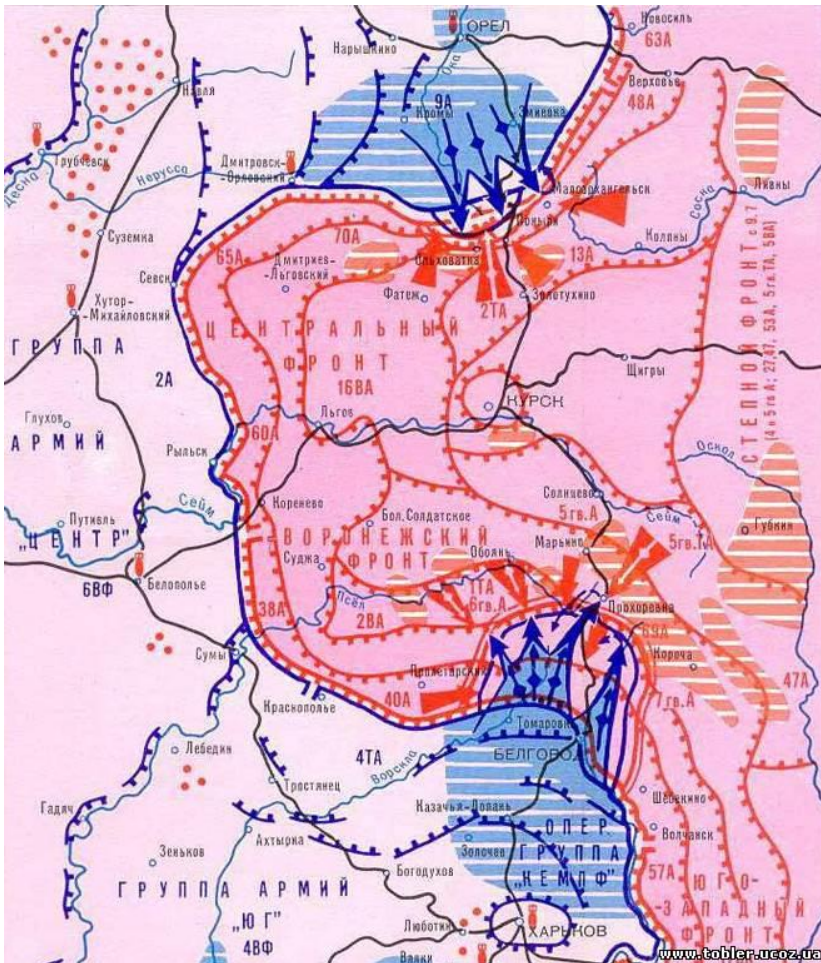 ОРЕЛ
Новосиль
63А
Нарышкино
Ока
Верховье
48А
Навля
9А
Кромы
Змиевка
Трубчевск
Десна
Нерусса
Дмитровск-
-Орловский
Малоархангельск
Ливны
Сосна
Поныри
Колпны
Суземка
70А
65А
Ольховатка
13А
Севск
Дмитриев-
Льговский
Фатеж
2ТА
Золотухино
Хутор-
-Михайловский
ЦЕНТРАЛЬНЫЙ
ФРОНТ
16ВА
СТЕПНОЙ ФРОНТ с 9.7
(4 и 5 гв.А; 27,47, 53А, 5 гв.ТА, 5ВА)
ГРУППА
АРМИЙ
„ЦЕНТР"
2А
Щигры
КУРСК
Льгов
Глухов
60А
Рыльск
Оскол
Сейм
Коренево
Солнцево
5гв.А
Сейм
Путивль
Бол. Солдатское
Губкин
ВОРОНЕЖСКИЙ
ФРОНТ
Марьино
5гв.ТА
Суджа
Обоянь
6ВФ
Белополье
1ТА
6гв.А
Псёл
38А
2ВА
Прохоровка
69А
Сумы
Короча
Пролетарский
40А
7гв.А
47А
Краснополье
Томаровка
Лебедин
4ТА
Ворскла
БЕЛГОРОД
Тростянец
Шебекино
Гадяч
Казачья-Лопань
Волчанск
Ахтырка
ОПЕР.
ГРУППА
„КЕМПФ"
Зеньков
Золочев
Богодухов
57А
ГРУППА АРМИЙ
„ЮГ"
4ВФ
ЮГО-
-ЗАПАДНЫЙ
ФРОНТ
Люботин
ХАРЬКОВ
Валки
www.tobler.ucoz.ua